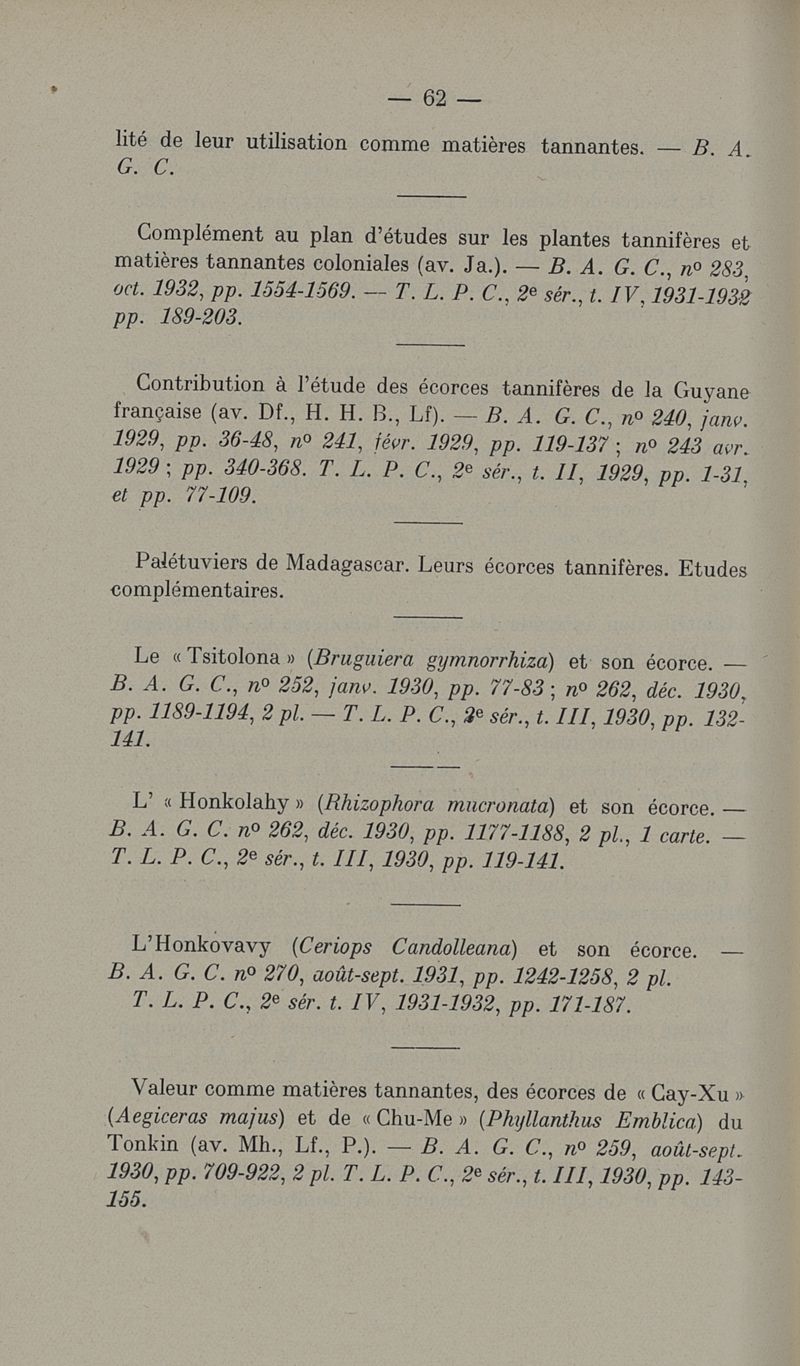 — 62 —
lité de leur utilisation comme matières tannantes. — B. A.
G. C.
Complément au plan d'études sur les plantes tannifères et
matières tannantes coloniales (av. Ja.). — B. A. G. C., nº 283,
oct. 1932, pp. 1554-1569. — T. L. P. C., 2e sér., t. IV, 1931-1932
pp. 189-203.
Contribution à l'étude des écorces tannifères de la Guyane
française (av. Df., H. H. B., Lf). — B. A. G. C., nº 240, janv.
1929, pp. 36-48, nº 241, févr. 1929, pp. 119-137 ; nº 243 avr.
1929 ; pp. 340-368. T. L. P. C., 2e sér., t. II, 1929, pp. 1-31,
et pp. 77-109.
Palétuviers de Madagascar. Leurs écorces tannifères. Etudes
complémentaires.
Le « Tsitolona » (Bruguiera gymnorrhiza) et son écorce. —
B. A. G. C., nº 252, janv. 1930, pp. 77-83 ; nº 262, déc. 1930,
pp. 1189-1194, 2 pl. — T. L. P. C., 2e sér., t. III, 1930, pp. 132-
141.
L' « Honkolahy » (Rhizophora mucronata) et son écorce. —
B. A. G. C. nº 262, déc. 1930, pp. 1177-1188, 2 pl., 1 carte. —
T. L. P. C., 2e sér., t. III, 1930, pp. 119-141.
L'Honkovavy (Ceriops Candolleana) et son écorce. —
B. A. G. C. nº 270, août-sept. 1931, pp. 1242-1258, 2 pl.
T. L. P. C., 2e sér. t. IV, 1931-1932, pp. 171-187.
Valeur comme matières tannantes, des écorces de « Cay-Xu »
(Aegiceras majus) et de « Chu-Me » (Phyllanthus Emblica) du
Tonkin (av. Mh., Lf., P.). — B. A. G. C., nº 259, août-sept.
1930, pp. 709-922, 2 pl. T. L. P. C., 2e sér., t. III, 1930, pp. 143-
155.